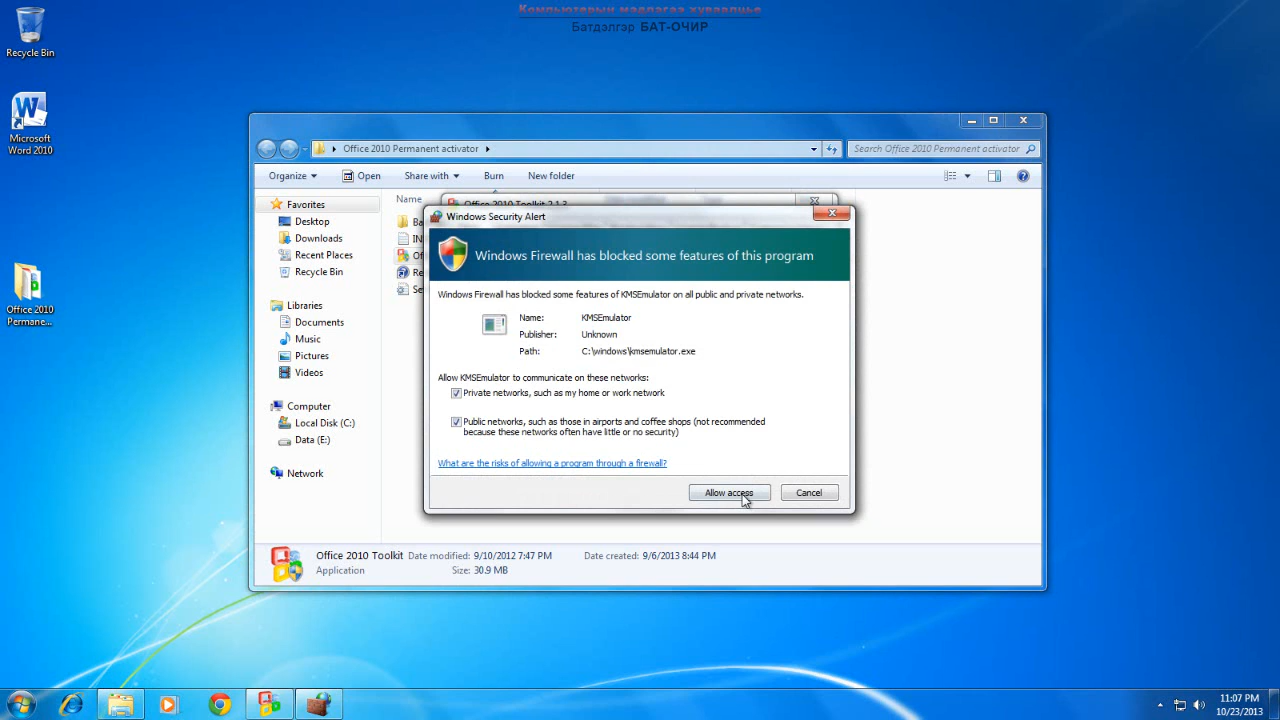 Компьютерын мэдлэгээ хуваалцъе
Батдэлгэр БАТ-ОЧИР
Recycle Bin
Microsoft
Word 2010
Office 2010
Permane...
Office 2010 Permanent activator
Search Office 2010 Permanent activator
Organize Open Share with Burn New folder
Favorites
Desktop
Downloads
Recent Places
Recycle Bin
Libraries
Documents
Music
Pictures
Videos
Computer
Local Disk (C:)
Data (E:)
Network
Name
Office 2010 Toolkit 2.1.3
Windows Security Alert
Windows Firewall has blocked some features of this program
Windows Firewall has blocked some features of KMSEmulator on all public and private networks.
Name: KMSEmulator
Publisher: Unknown
Path: C:\windows\kmsemulator.exe
Allow KMSEmulator to communicate on these networks:
Private networks, such as my home or work network
Public networks, such as those in airports and coffee shops (not recommended
because these networks often have little or no security)
What are the risks of allowing a program through a firewall?
Allow access Cancel
Office 2010 Toolkit Date modified: 9/10/2012 7:47 PM Date created: 9/6/2013 8:44 PM
Application Size: 30.9 MB
11:07 PM
10/23/2013